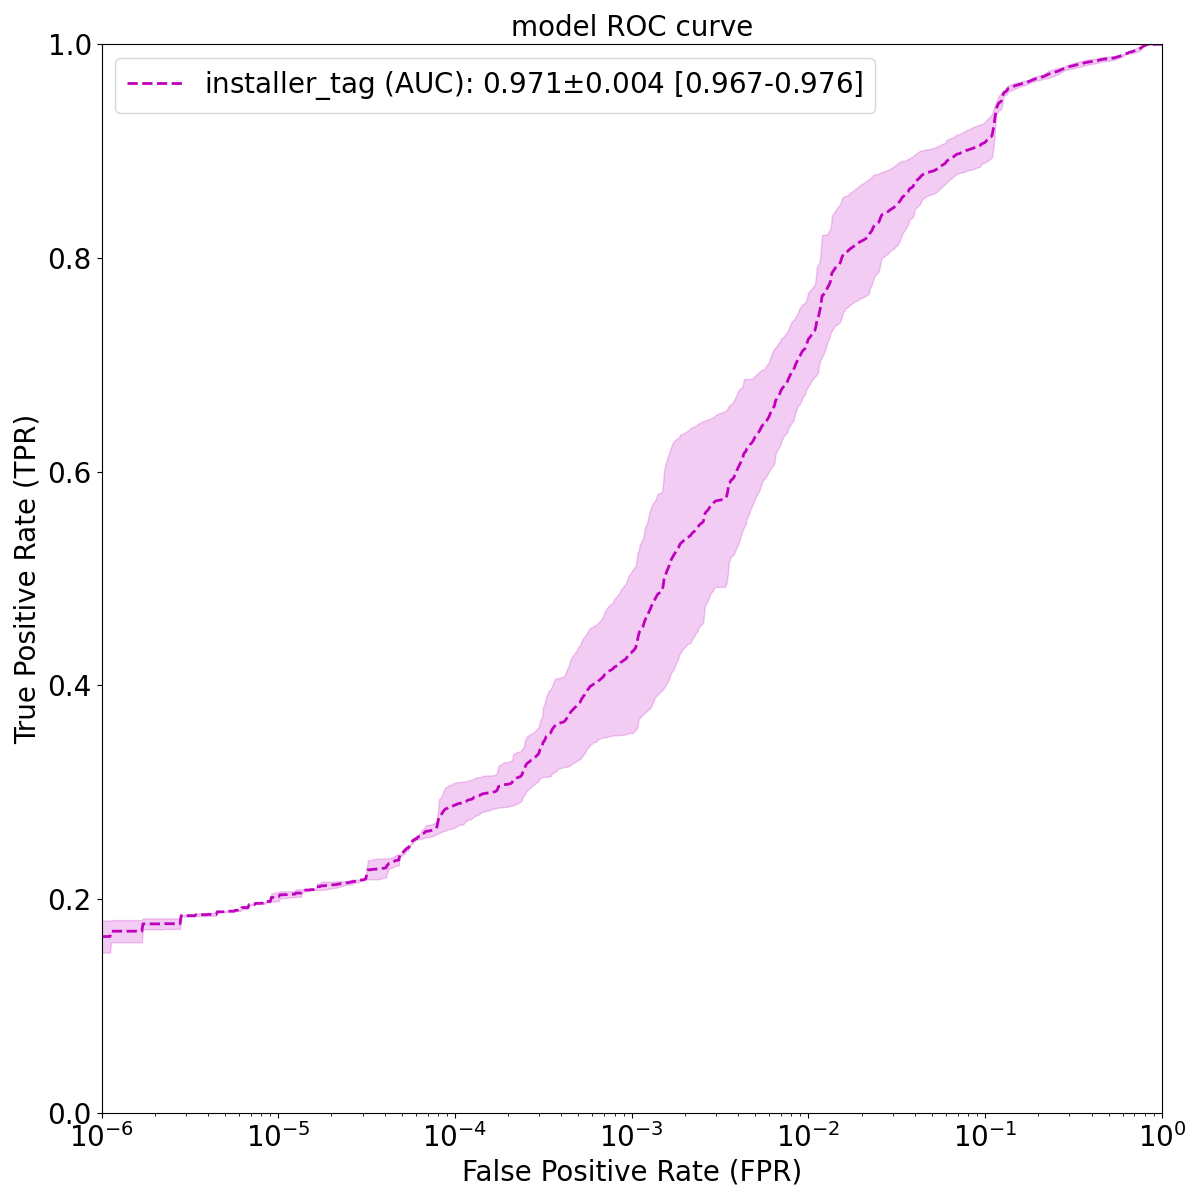 model ROC curve
installer_tag (AUC): 0.971±0.004 [0.967-0.976]
True Positive Rate (TPR)
1.0
0.8
0.6
0.4
0.2
0.0
10⁻⁶ 10⁻⁵ 10⁻⁴ 10⁻³ 10⁻² 10⁻¹ 10⁰
False Positive Rate (FPR)